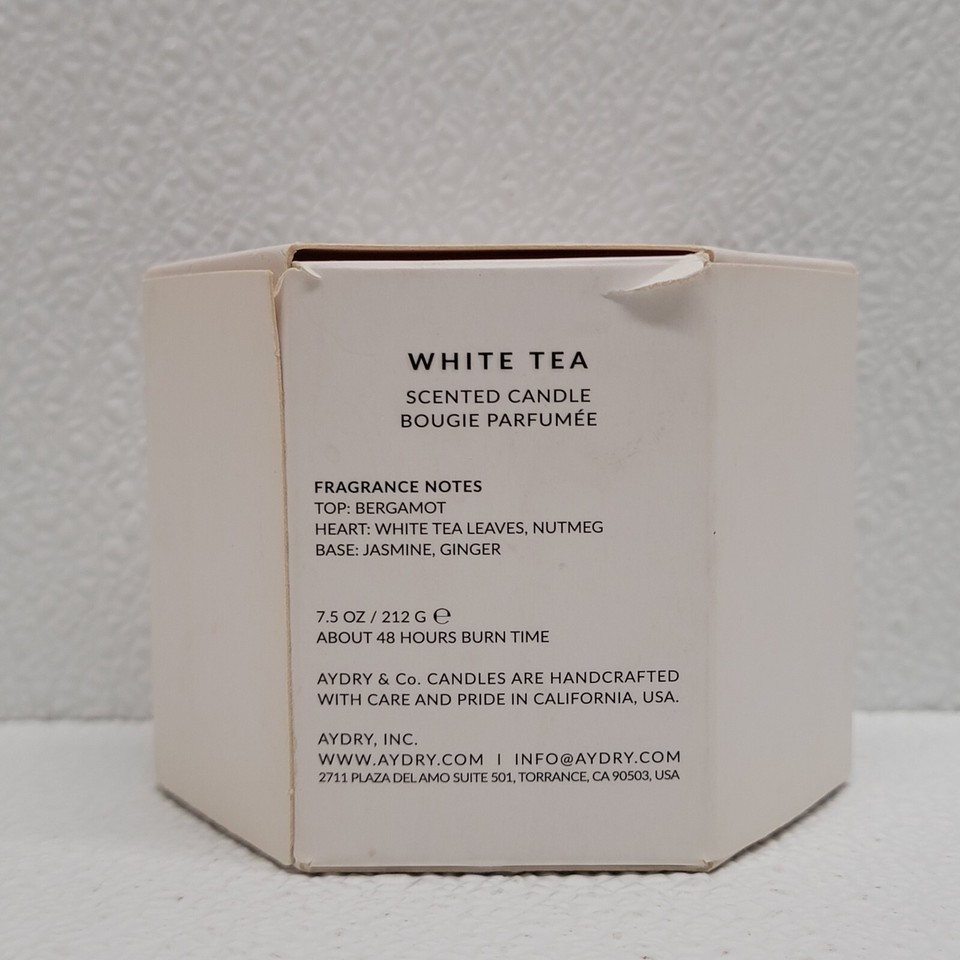 WHITE TEA
SCENTED CANDLE
BOUGIE PARFUMÉE
FRAGRANCE NOTES
TOP: BERGAMOT
HEART: WHITE TEA LEAVES, NUTMEG
BASE: JASMINE, GINGER
7.5 OZ / 212 G ℮
ABOUT 48 HOURS BURN TIME
AYDRY & Co. CANDLES ARE HANDCRAFTED
WITH CARE AND PRIDE IN CALIFORNIA, USA.
AYDRY, INC.
WWW.AYDRY.COM | INFO@AYDRY.COM
2711 PLAZA DEL AMO SUITE 501, TORRANCE, CA 90503, USA